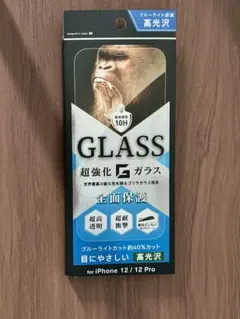 ブルーライト低減
高光沢
10H
GLASS
超強化
ガラス
全面保護
超高
透明
超耐
衝撃
ブルーライトカット約40%カット
目にやさしい
高光沢
for iPhone 12 / 12 Pro